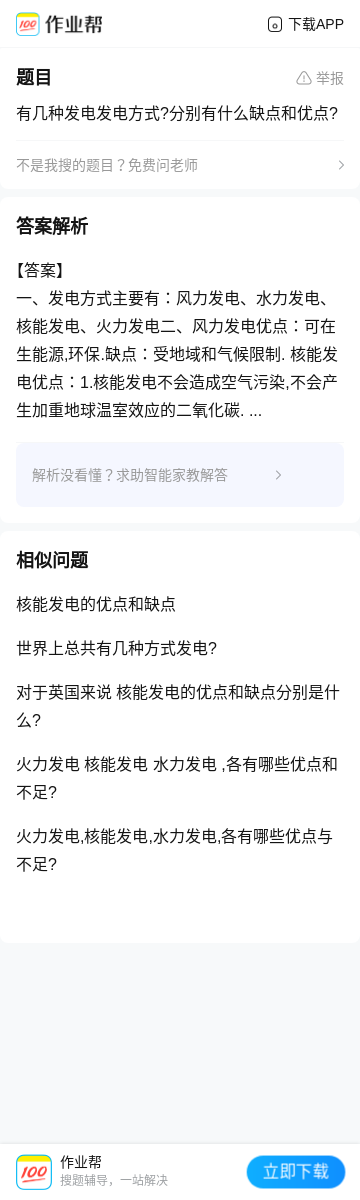 作业帮
下载APP
题目
举报
有几种发电发电方式?分别有什么缺点和优点?
不是我搜的题目？免费问老师
答案解析
【答案】
一、发电方式主要有：风力发电、水力发电、
核能发电、火力发电二、风力发电优点：可在
生能源,环保.缺点：受地域和气候限制. 核能发
电优点：1.核能发电不会造成空气污染,不会产
生加重地球温室效应的二氧化碳. ...
解析没看懂？求助智能家教解答
相似问题
核能发电的优点和缺点
世界上总共有几种方式发电?
对于英国来说 核能发电的优点和缺点分别是什
么?
火力发电 核能发电 水力发电 ,各有哪些优点和
不足?
火力发电,核能发电,水力发电,各有哪些优点与
不足?
100
作业帮
搜题辅导，一站解决
立即下载